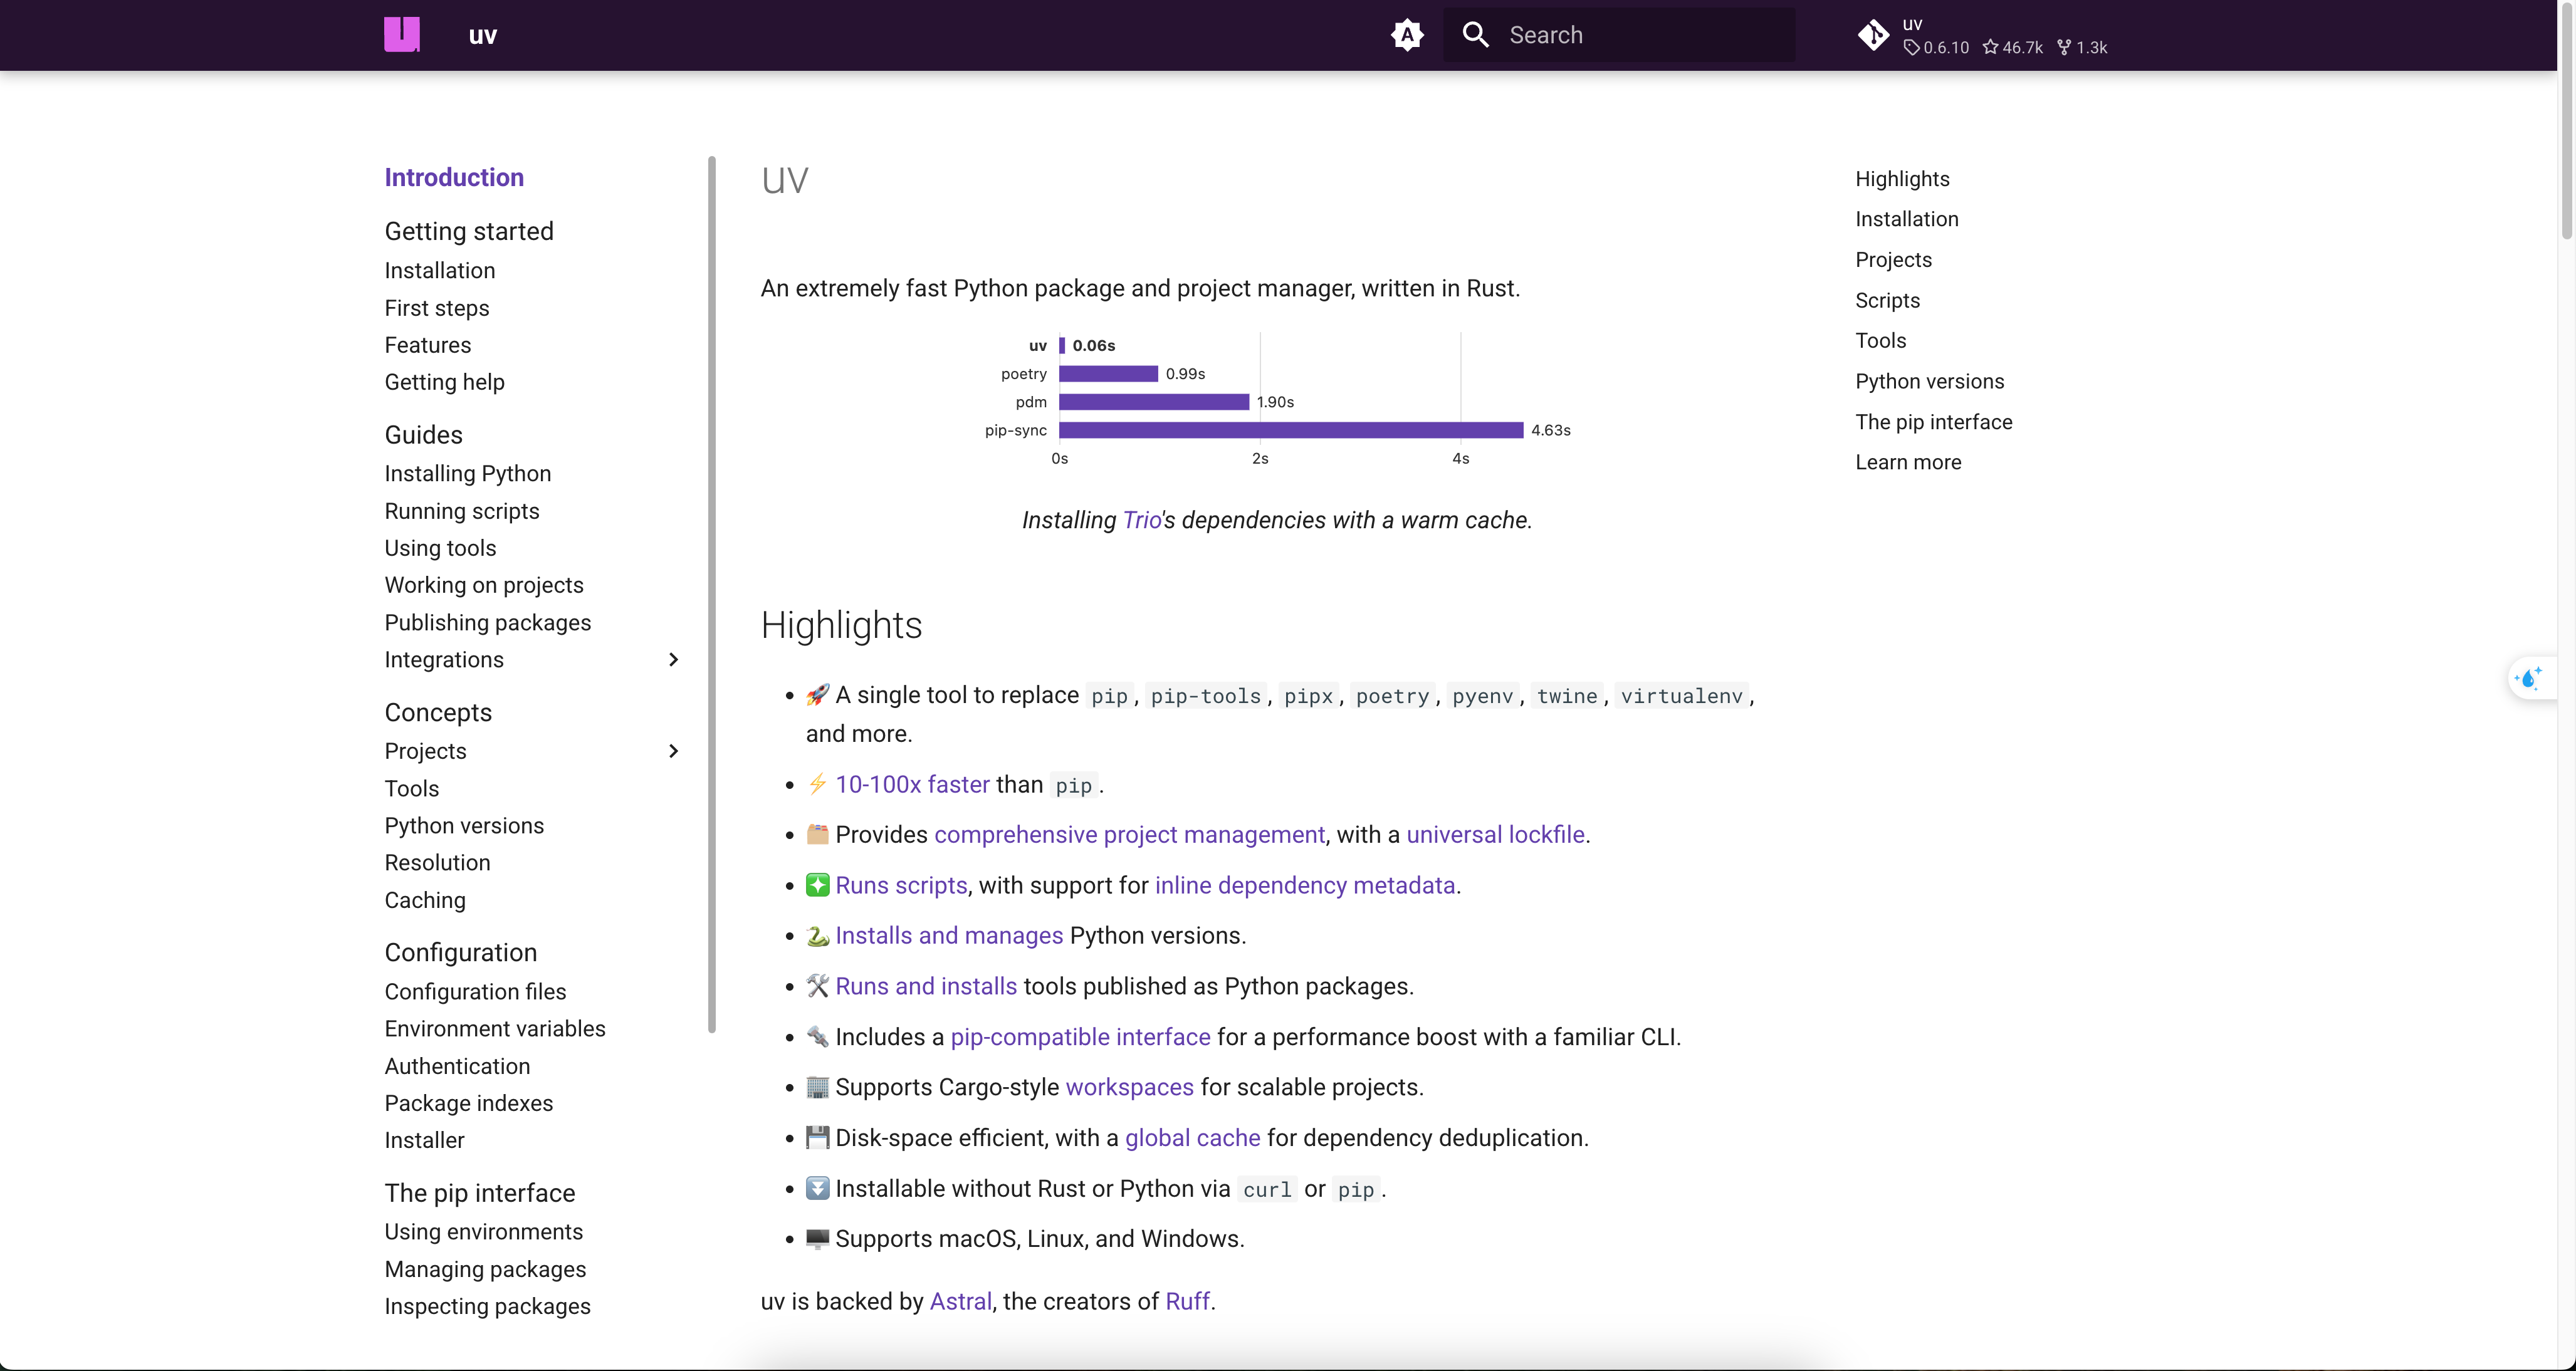 uv
Search
uv
0.6.10 46.7k 1.3k
Introduction
Getting started
Installation
First steps
Features
Getting help
Guides
Installing Python
Running scripts
Using tools
Working on projects
Publishing packages
Integrations
Concepts
Projects
Tools
Python versions
Resolution
Caching
Configuration
Configuration files
Environment variables
Authentication
Package indexes
Installer
The pip interface
Using environments
Managing packages
Inspecting packages
uv
An extremely fast Python package and project manager, written in Rust.
uv 0.06s
poetry 0.99s
pdm 1.90s
pip-sync 4.63s
0s 2s 4s
Installing Trio's dependencies with a warm cache.
Highlights
• 🚀 A single tool to replace pip, pip-tools, pipx, poetry, pyenv, twine, virtualenv,
and more.
• ⚡ 10-100x faster than pip.
• 🗂️ Provides comprehensive project management, with a universal lockfile.
• ❇️ Runs scripts, with support for inline dependency metadata.
• 🐍 Installs and manages Python versions.
• 🛠️ Runs and installs tools published as Python packages.
• 🔩 Includes a pip-compatible interface for a performance boost with a familiar CLI.
• 🏢 Supports Cargo-style workspaces for scalable projects.
• 💾 Disk-space efficient, with a global cache for dependency deduplication.
• ⏬ Installable without Rust or Python via curl or pip.
• 🖥️ Supports macOS, Linux, and Windows.
uv is backed by Astral, the creators of Ruff.
Highlights
Installation
Projects
Scripts
Tools
Python versions
The pip interface
Learn more